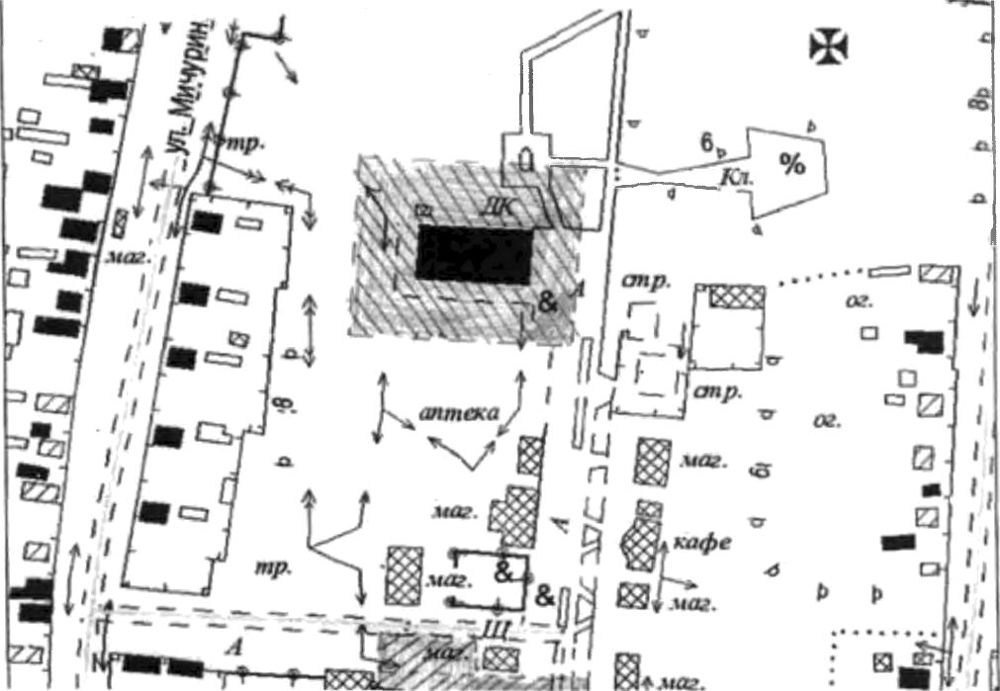 ул. Мичурин
тр.
б
%
Кл.
ДК
маг.
стр.
&
А
ог.
стр.
в
аптека
ог.
маг.
маг.
А
кафе
тр.
маг.
&
&
маг.
Щ
А
маг.
маг.